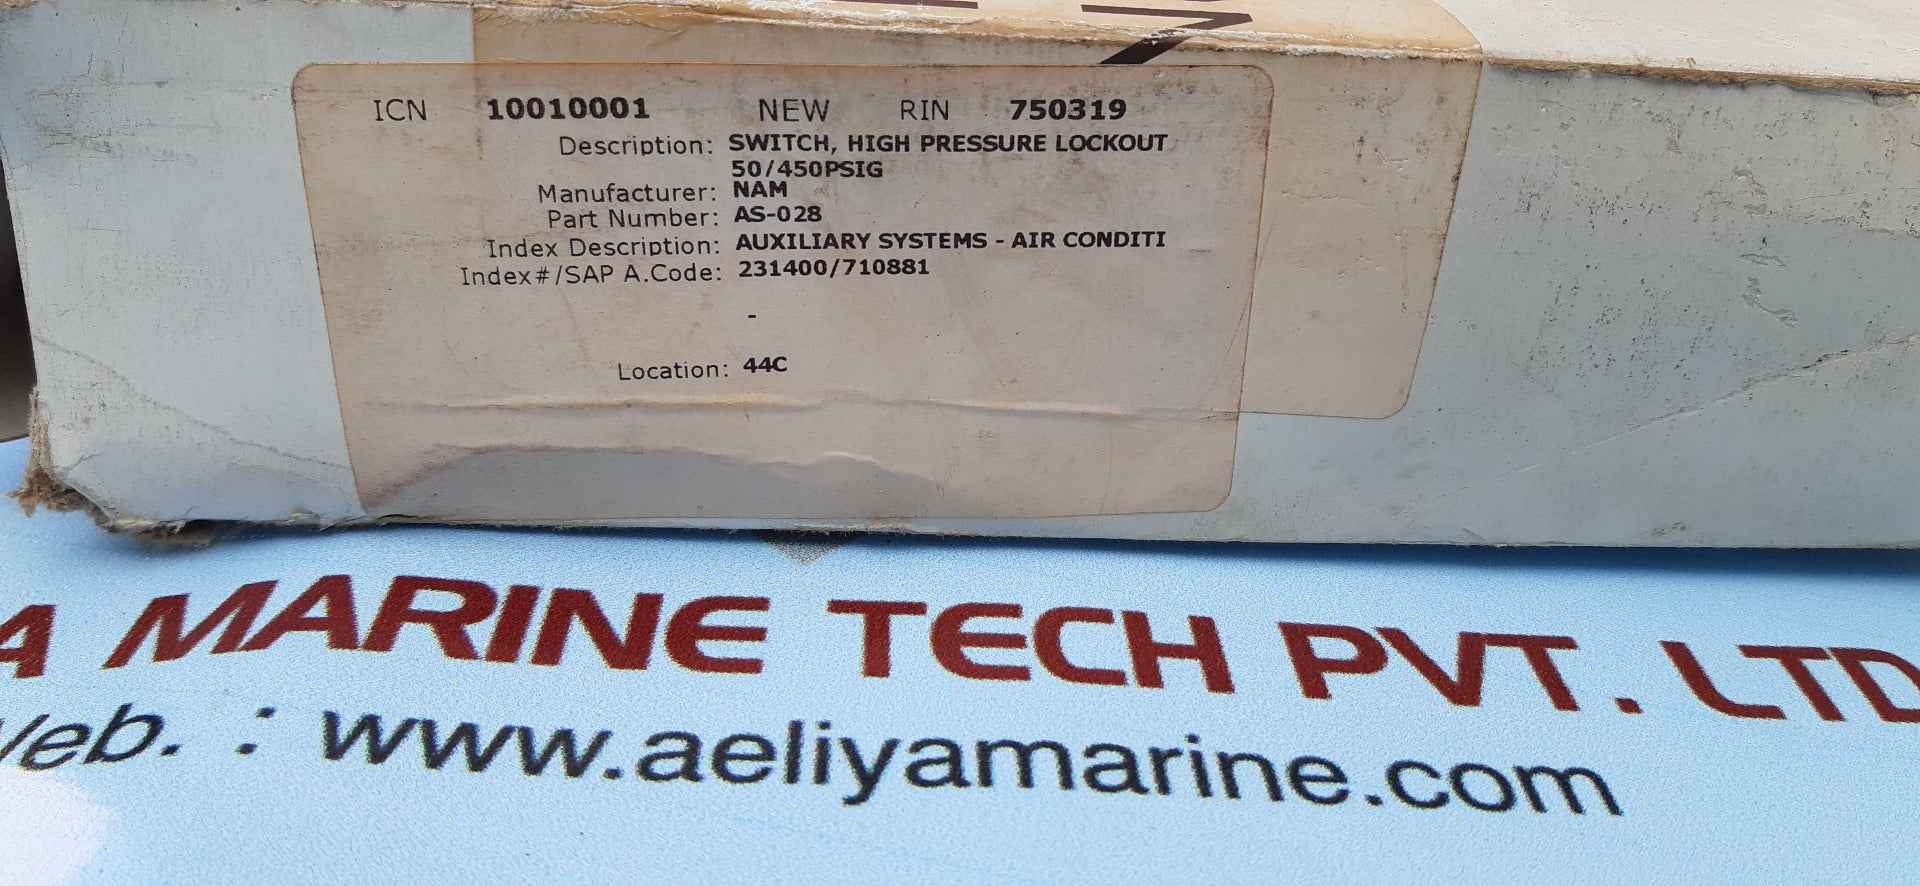 ICN 10010001 NEW RIN 750319
Description: SWITCH, HIGH PRESSURE LOCKOUT
50/450PSIG
Manufacturer: NAM
Part Number: AS-028
Index Description: AUXILIARY SYSTEMS - AIR CONDITI
Index#/SAP A.Code: 231400/710881
-
Location: 44C
A MARINE TECH PVT. LTD
Web. : www.aeliyamarine.com